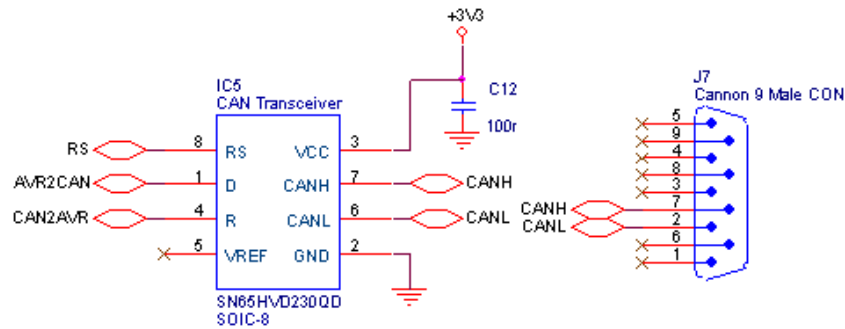 +3V3
IC5
CAN Transceiver
C12
100r
J7
Cannon 9 Male CON
RS 8 RS VCC 3
AVR2CAN 1 D CANH 7 CANH
CAN2AVR 4 R CANL 6 CANL
5 VREF GND 2
SN65HVD230QD
SOIC-8
5
9
4
8
3
CANH 7
CANL 2
6
1